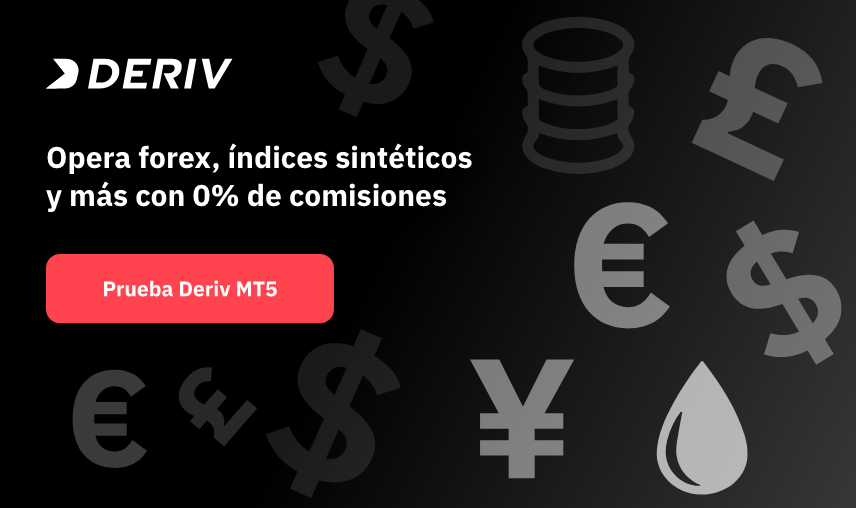 DERIV
Opera forex, índices sintéticos
y más con 0% de comisiones
Prueba Deriv MT5